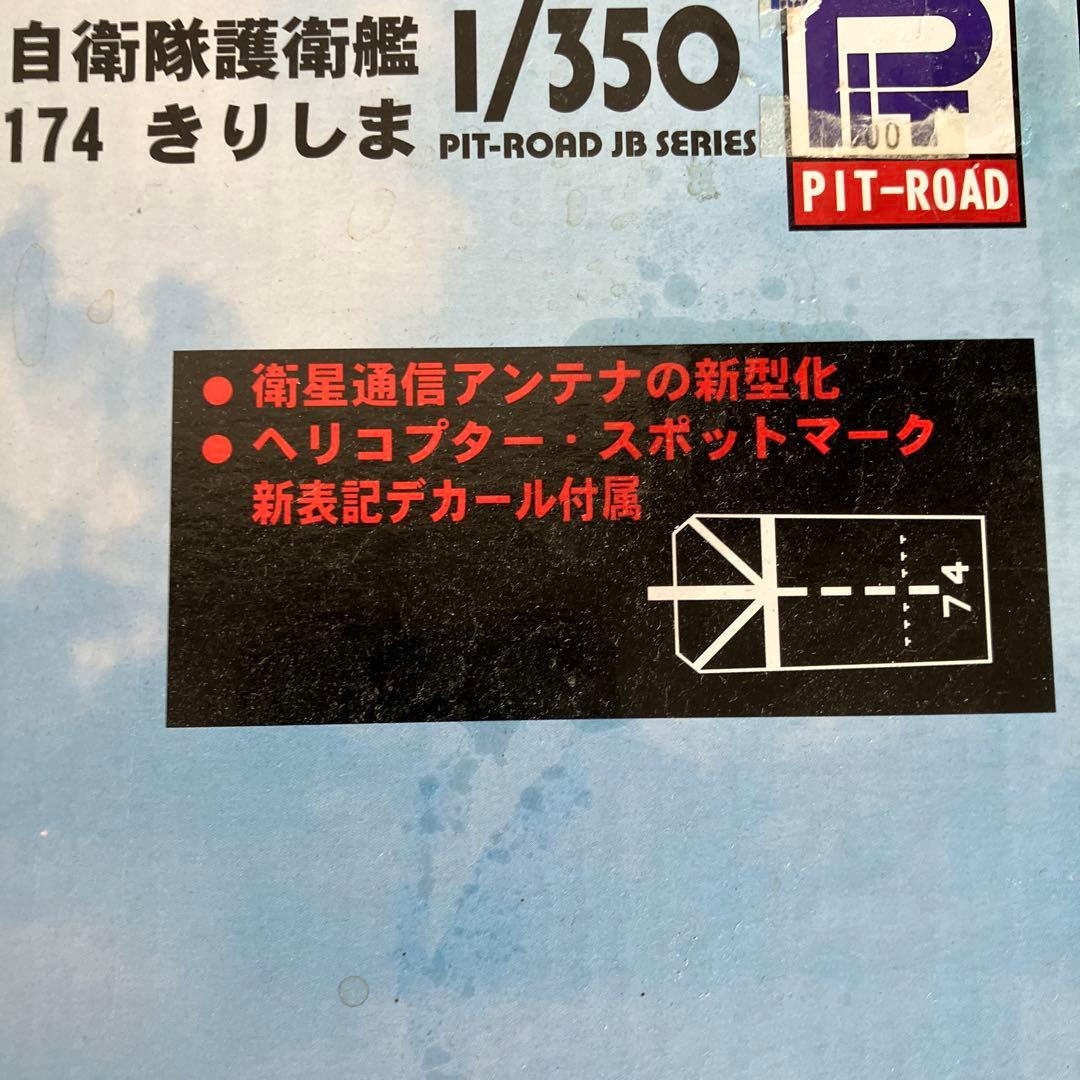 自衛隊護衛艦
174 きりしま
1/350
PIT-ROAD JB SERIES
PIT-ROAD
● 衛星通信アンテナの新型化
● ヘリコプター・スポットマーク
新表記デカール付属
74